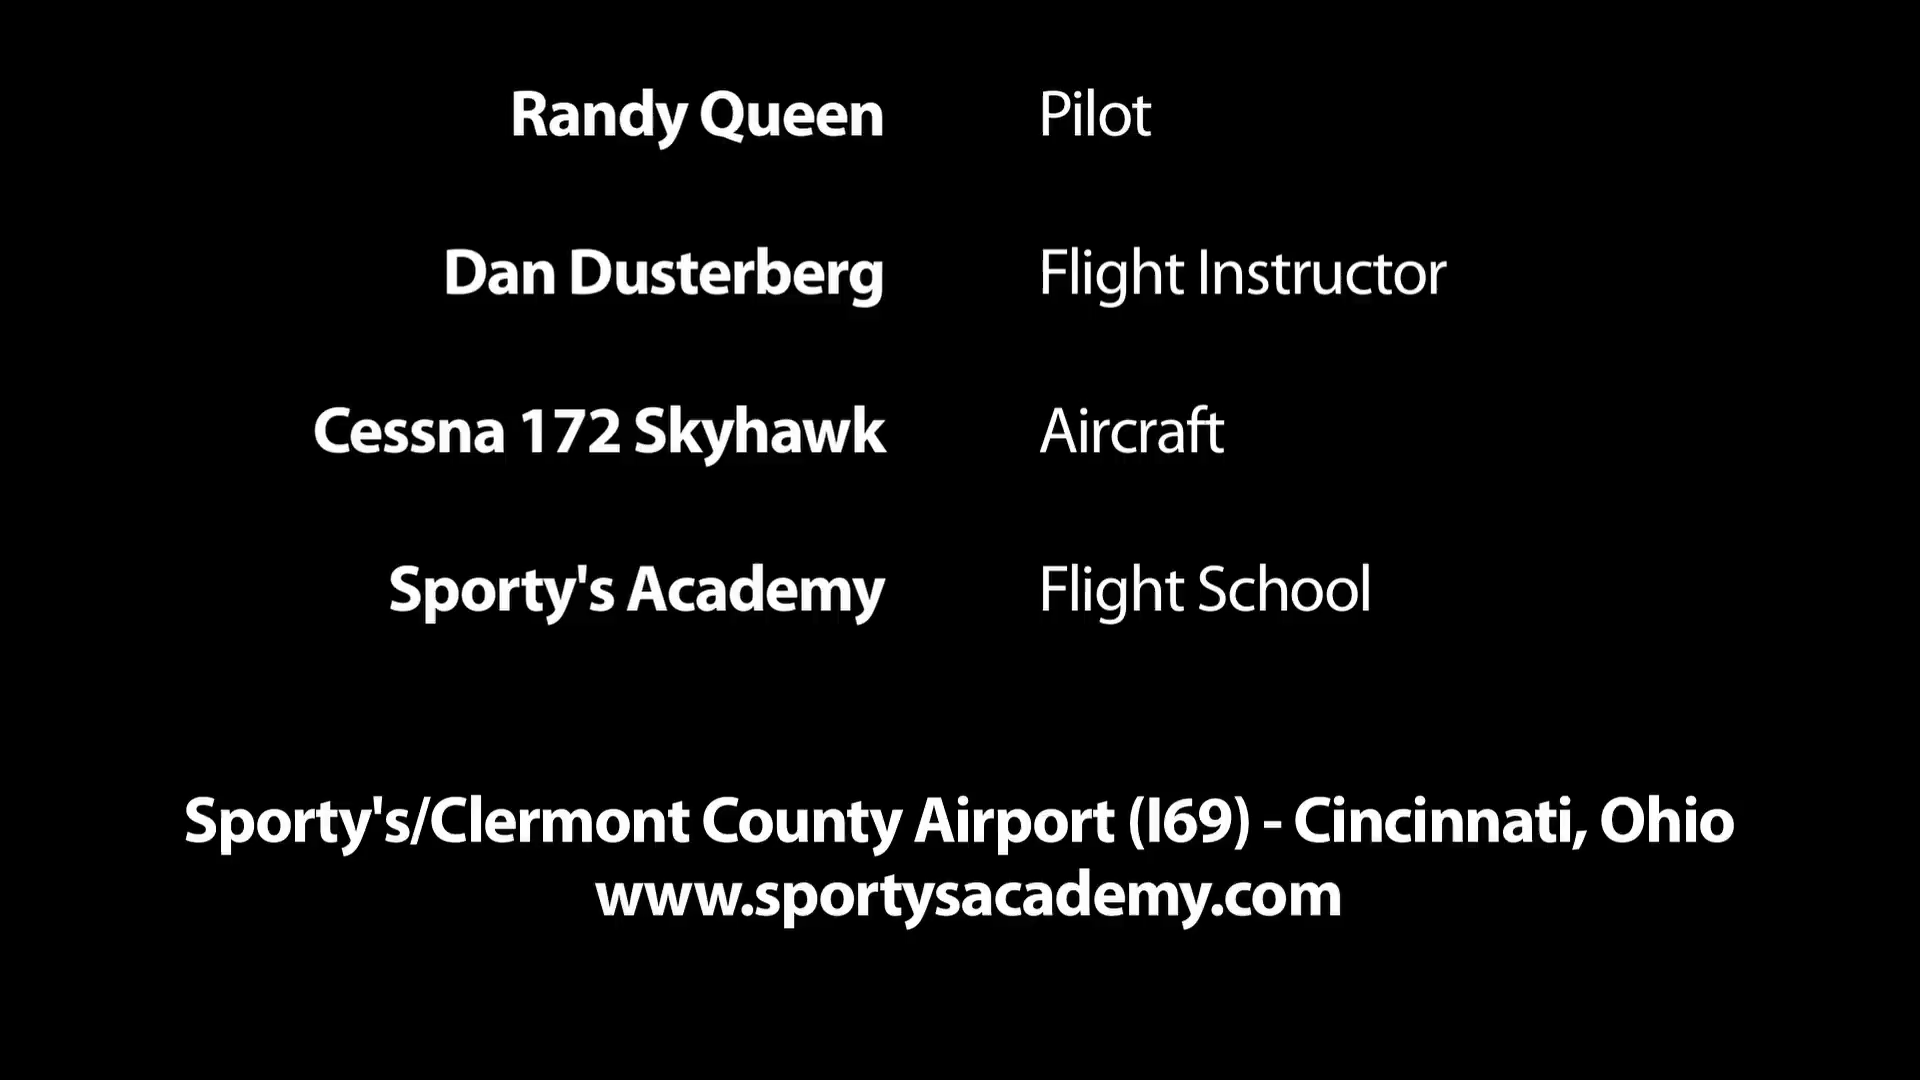 Randy Queen Pilot
Dan Dusterberg Flight Instructor
Cessna 172 Skyhawk Aircraft
Sporty's Academy Flight School
Sporty's/Clermont County Airport (I69) - Cincinnati, Ohio
www.sportysacademy.com